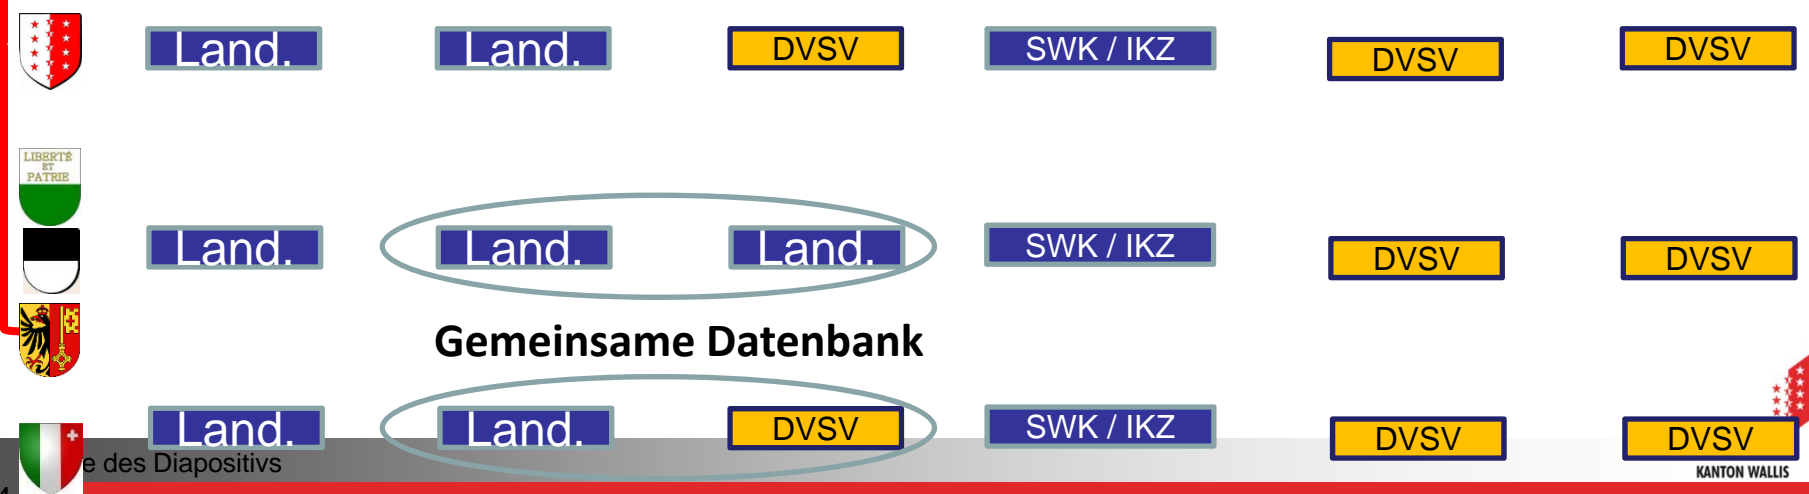 Land. Land. DVSV SWK / IKZ DVSV DVSV
LIBERTÉ
ET
PATRIE
Land. Land. Land. SWK / IKZ DVSV DVSV
Gemeinsame Datenbank
Land. Land. DVSV SWK / IKZ DVSV DVSV
e des Diapositivs
KANTON WALLIS